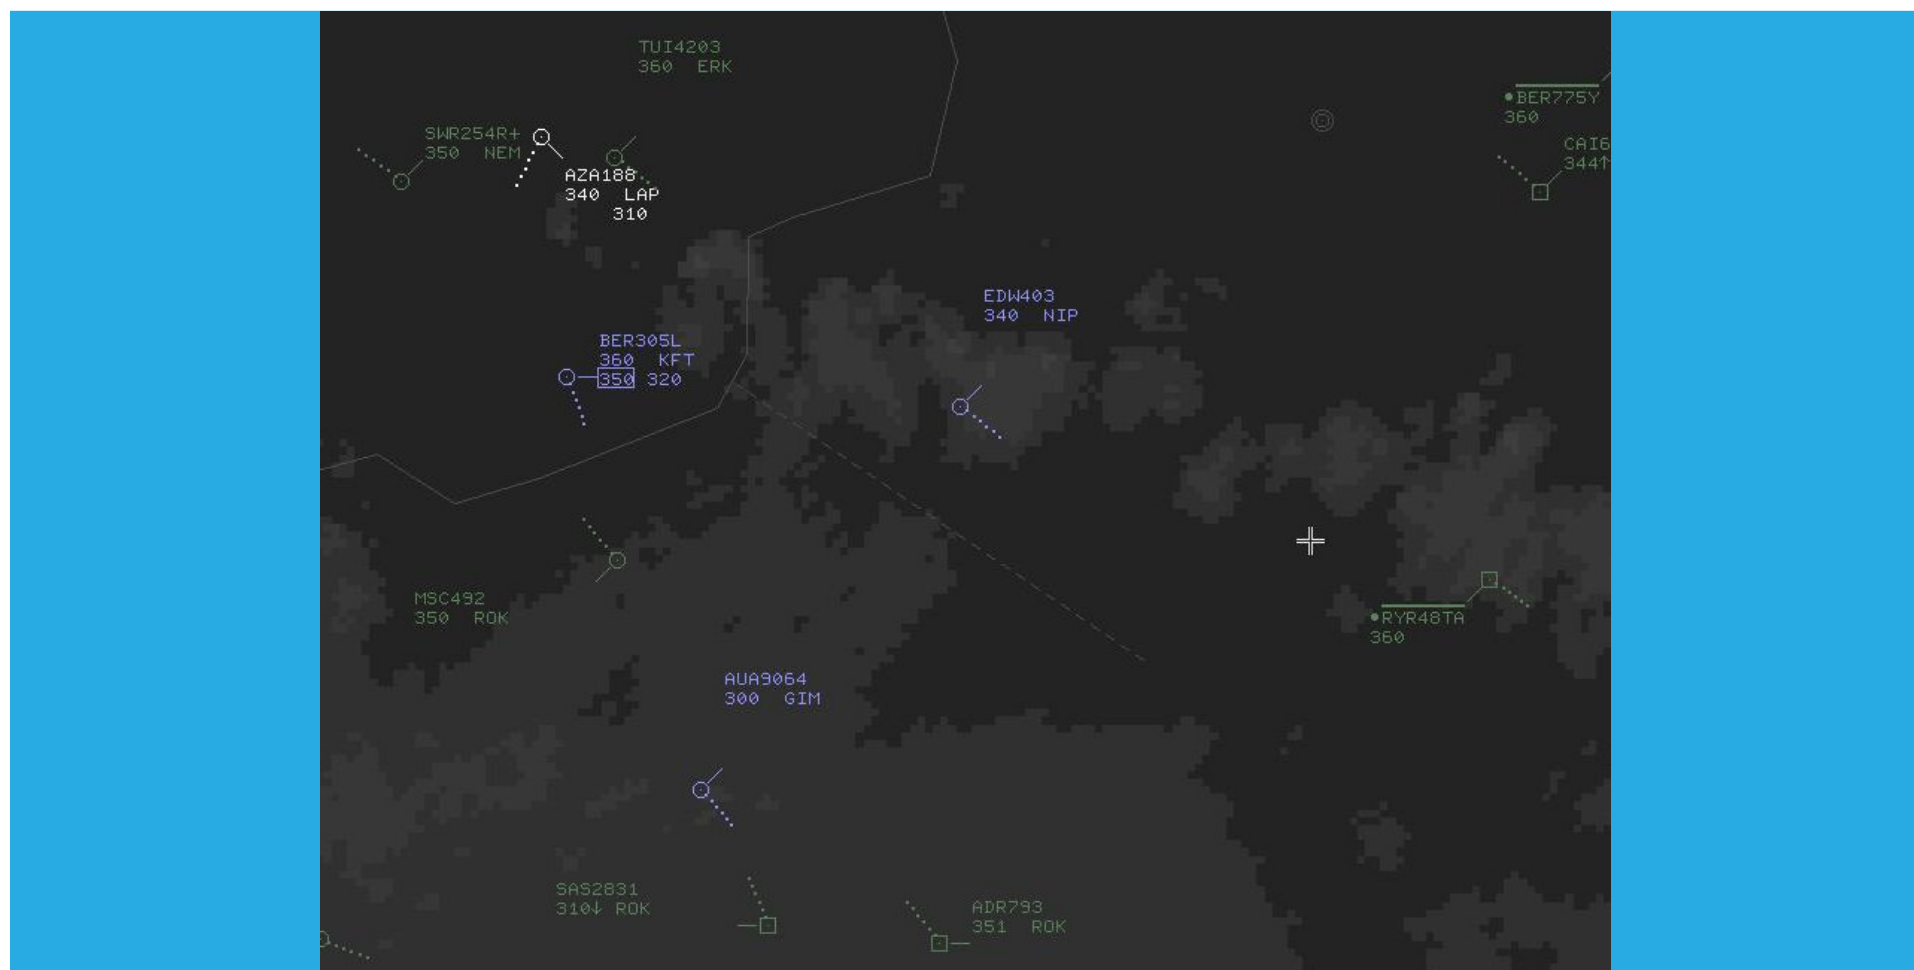 TUI4203
360 ERK
•BER775Y
360
SWR254R+
350 NEM
CAI6
344↑
AZA188
340 LAP
310
EDW403
340 NIP
BER305L
360 KFT
350 320
MSC492
350 ROK
•RYR48TA
360
AUA9064
300 GIM
SAS2831
310↓ ROK
ADR793
351 ROK